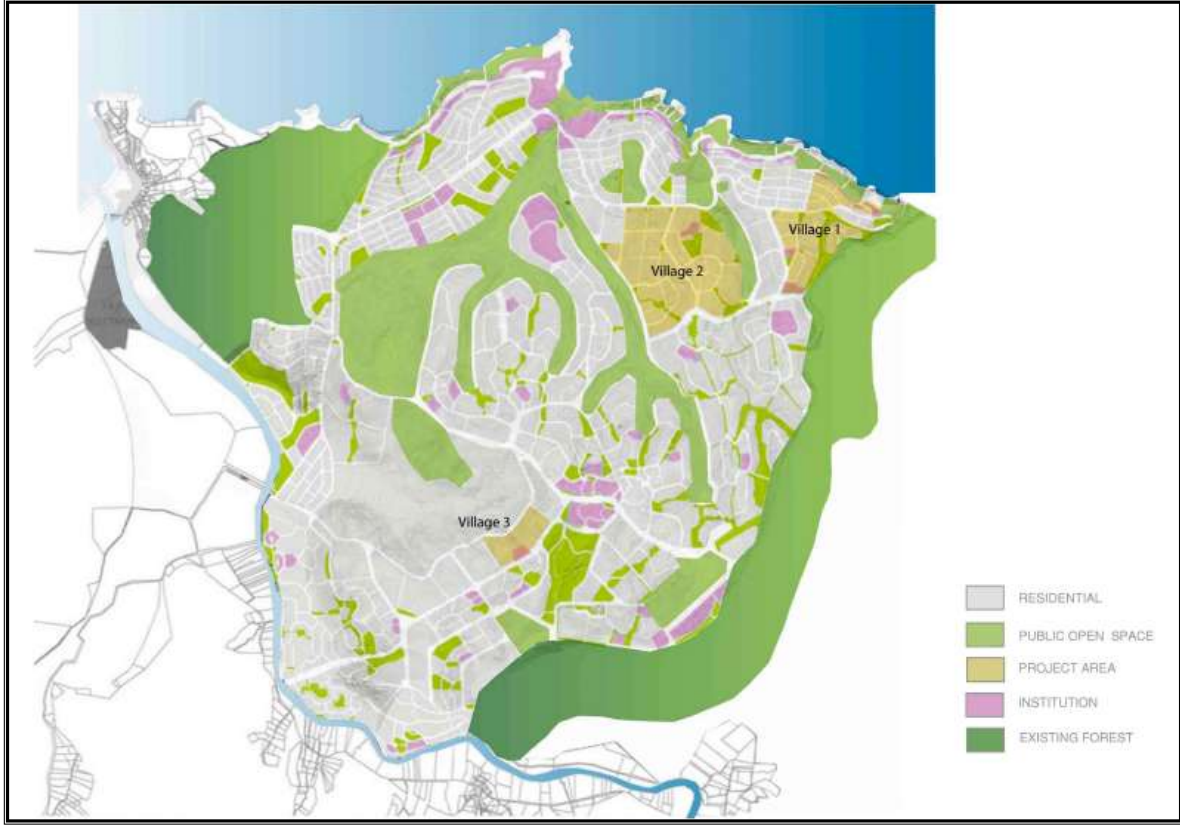 Village 1
Village 2
Village 3
RESIDENTIAL
PUBLIC OPEN SPACE
PROJECT AREA
INSTITUTION
EXISTING FOREST